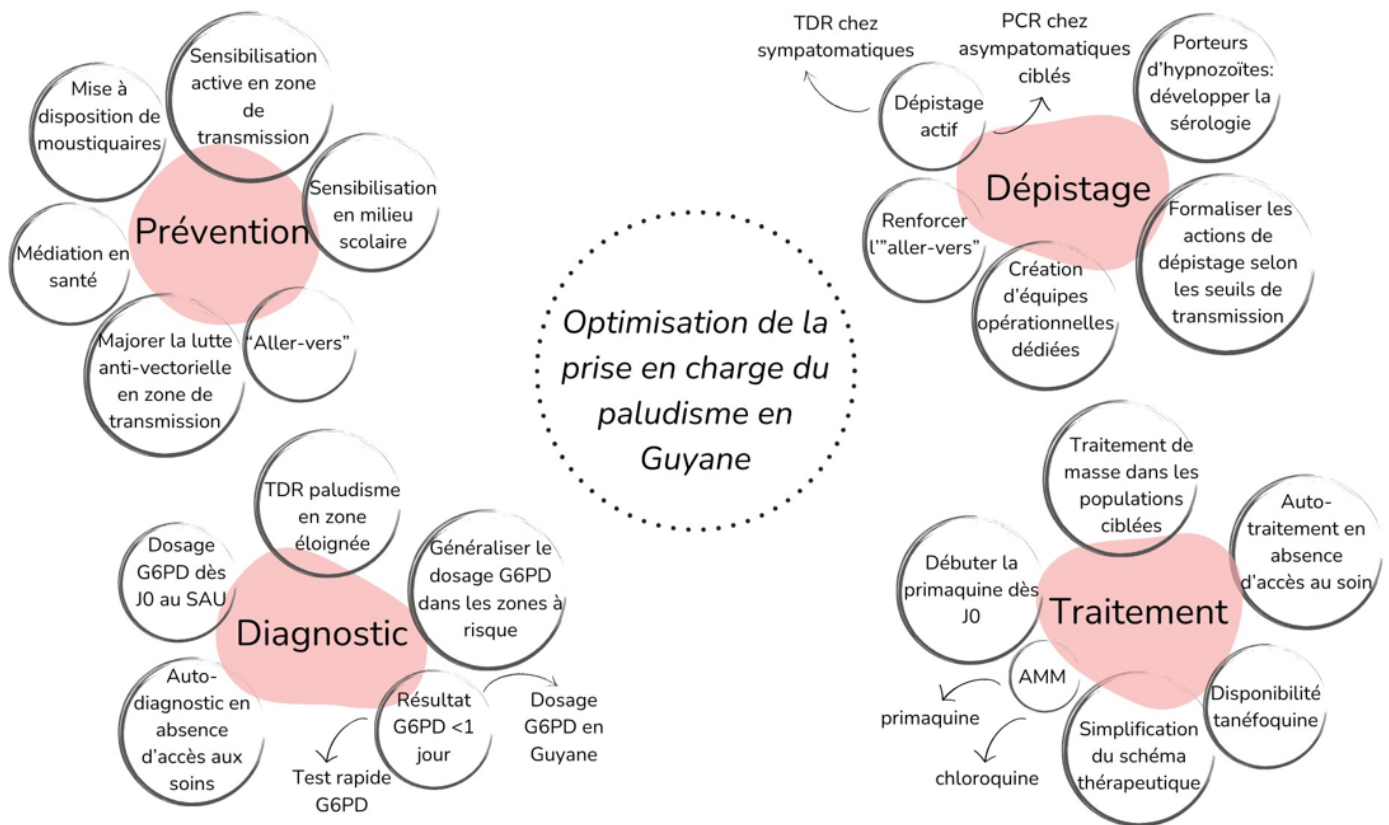 Sensibilisation
active en zone
de
transmission
Mise à
disposition de
moustiquaires
Prévention
Sensibilisation
en milieu
scolaire
Médiation en
santé
Majorer la lutte
anti-vectorielle
en zone de
transmission
"Aller-vers"
TDR chez
sympatomatiques
PCR chez
asympatomatiques
ciblés
Porteurs
d'hypnozoïtes:
développer la
sérologie
Dépistage
actif
Dépistage
Renforcer
l'"aller-vers"
Création
d'équipes
opérationnelles
dédiées
Formaliser les
actions de
dépistage selon
les seuils de
transmission
Optimisation de la
prise en charge du
paludisme en
Guyane
TDR paludisme
en zone
éloignée
Dosage
G6PD dès
J0 au SAU
Généraliser le
dosage G6PD
dans les zones à
risque
Diagnostic
Auto-
diagnostic en
absence
d'accès aux
soins
Résultat
G6PD <1
jour
Test rapide
G6PD
Dosage
G6PD en
Guyane
Traitement de
masse dans les
populations
ciblées
Auto-
traitement en
absence
d'accès au soin
Débuter la
primaquine dès
J0
Traitement
AMM
primaquine
chloroquine
Simplification
du schéma
thérapeutique
Disponibilité
tanéfoquine